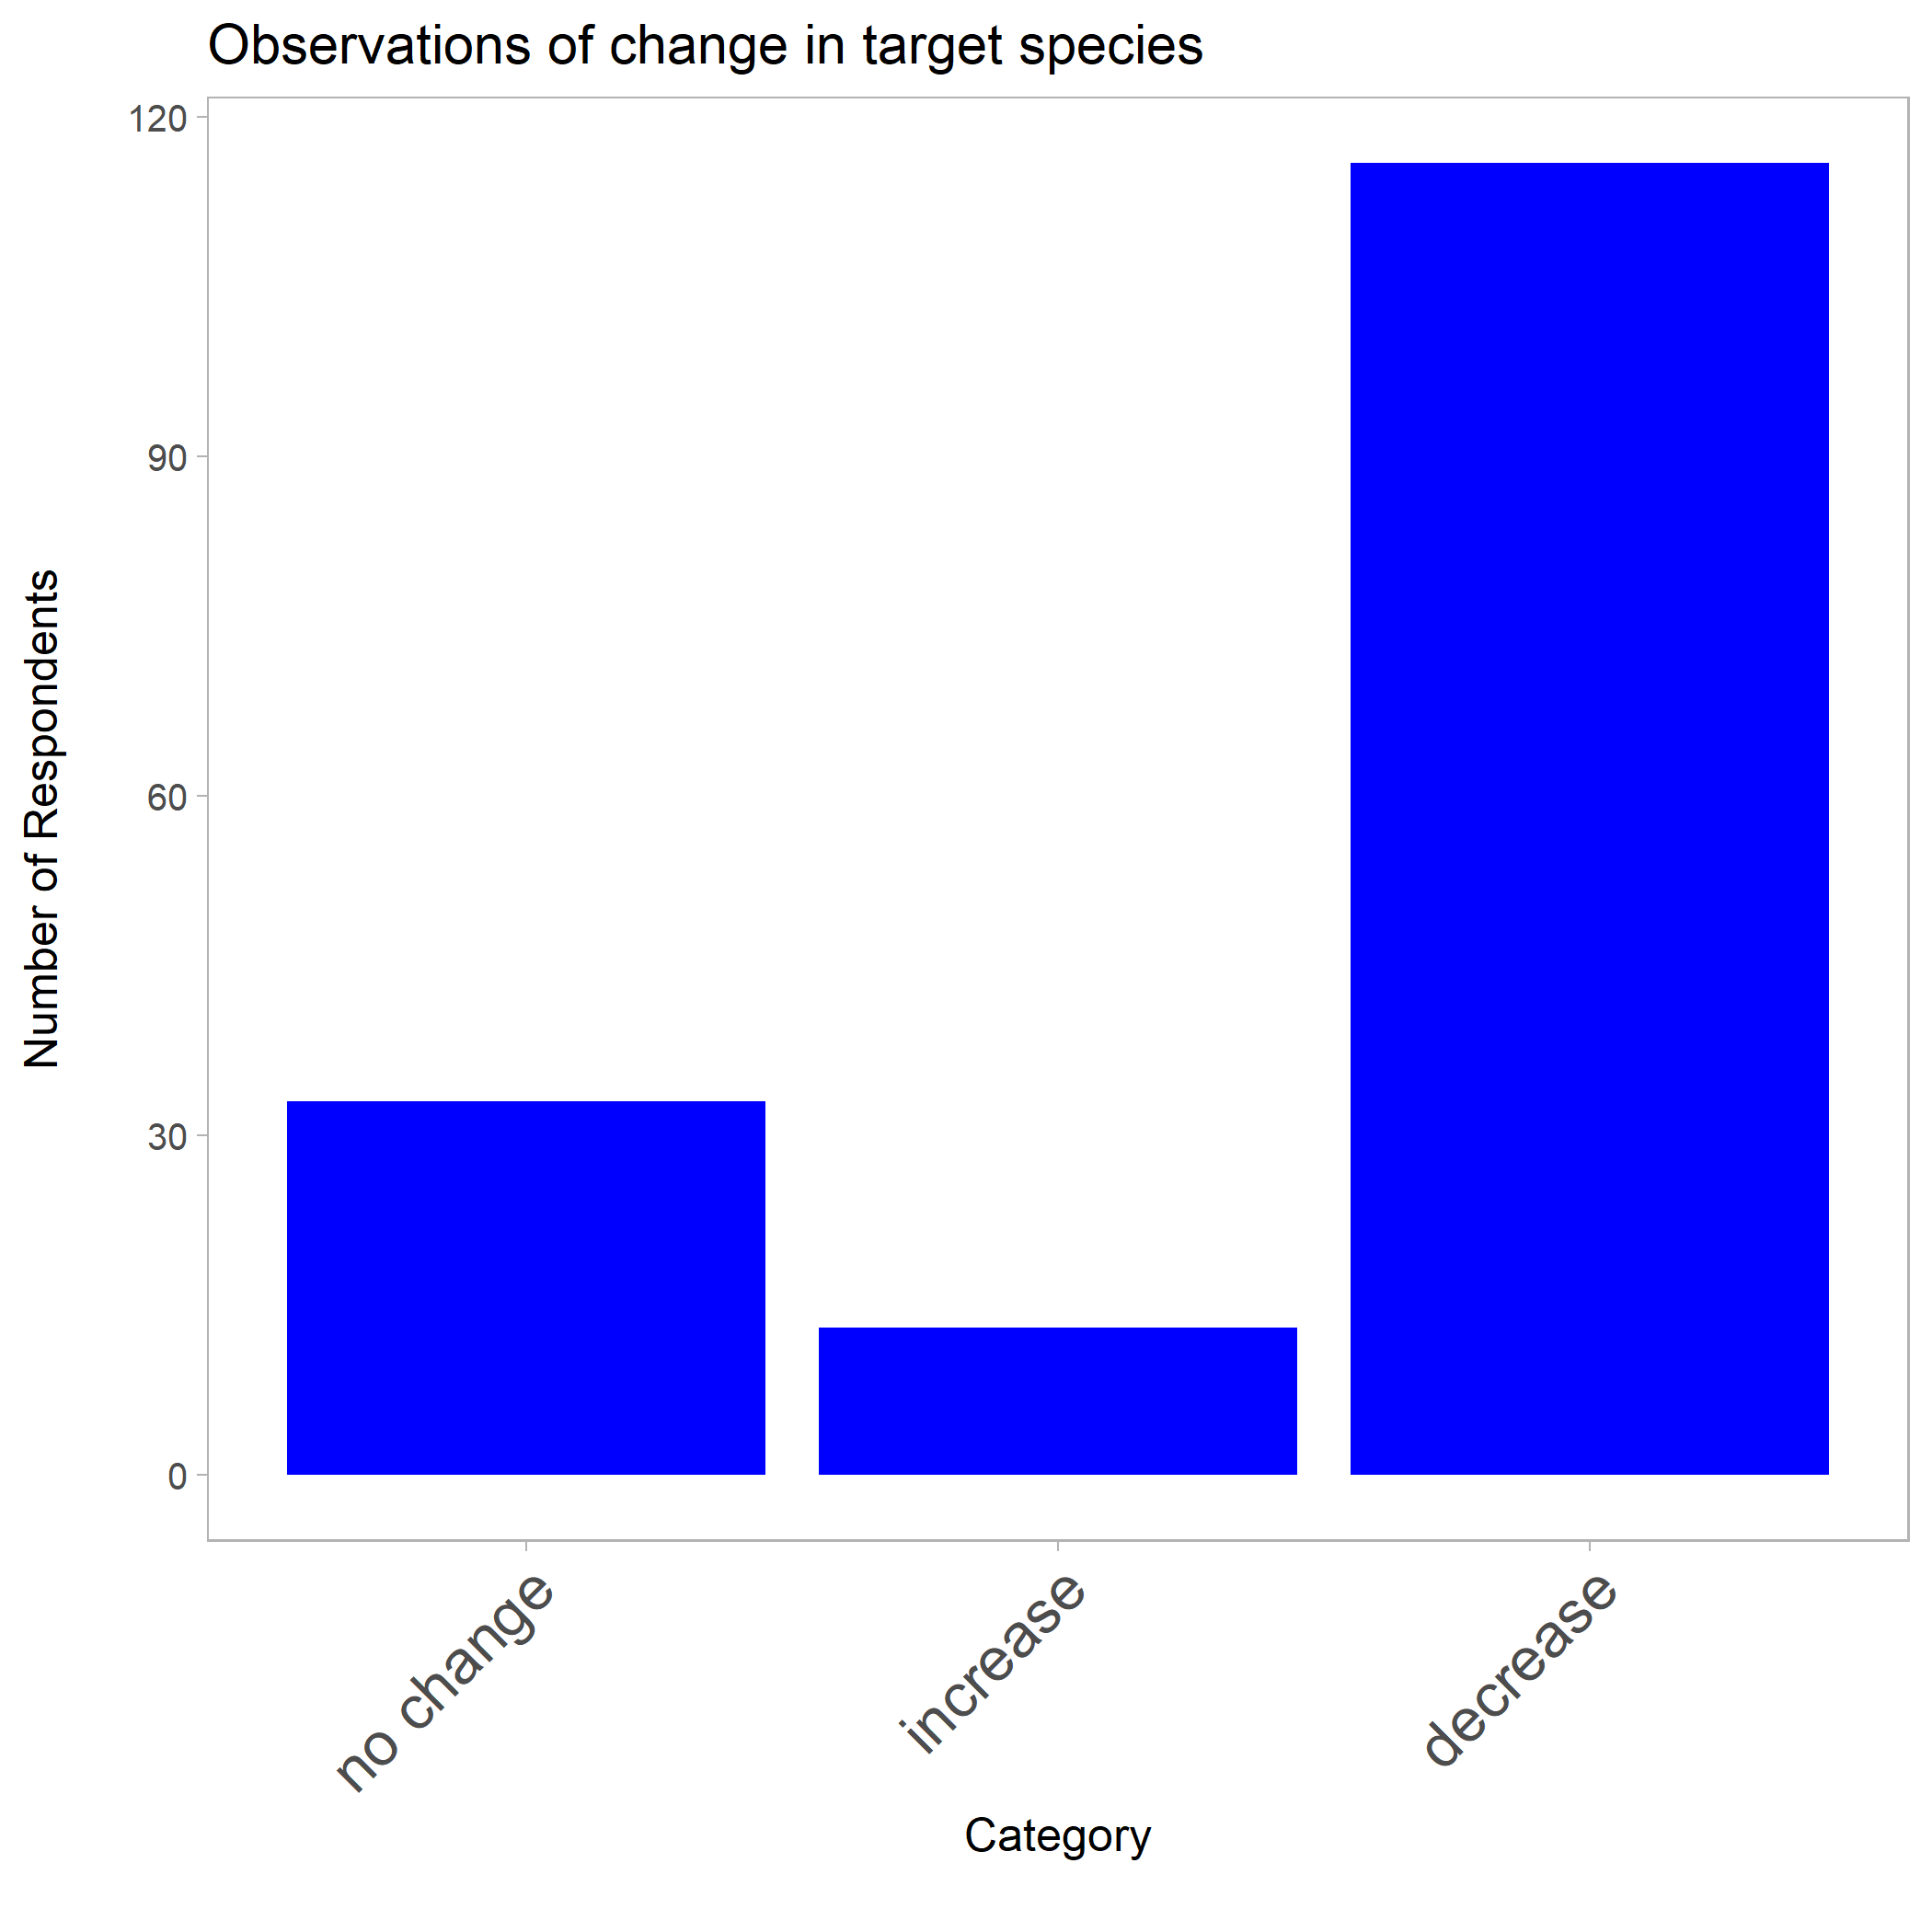 Observations of change in target species
Number of Respondents
120
90
60
30
0
no change
increase
decrease
Category